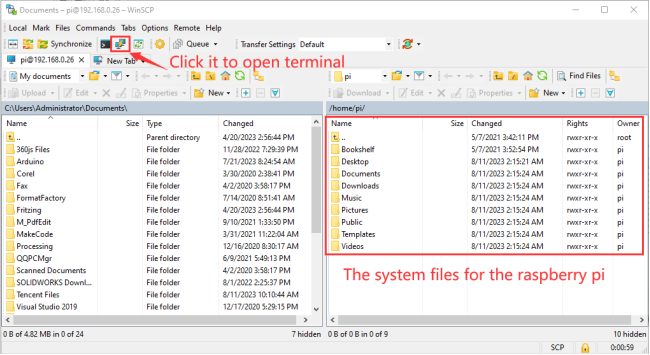 Documents – pi@192.168.0.26 – WinSCP
Local Mark Files Commands Tabs Options Remote Help
Synchronize Queue Transfer Settings Default
pi@192.168.0.26 New Tab
Click it to open terminal
My documents
pi Find Files
Upload Edit Properties New
Download Edit Properties New
C:\Users\Administrator\Documents\
/home/pi/
Name Size Type Changed
.. Parent directory 4/20/2023 2:56:44 PM
360js Files File folder 11/28/2022 7:29:39 PM
Arduino File folder 7/21/2023 8:24:54 AM
Corel File folder 3/30/2020 2:38:41 PM
Fax File folder 4/2/2020 3:58:17 PM
FormatFactory File folder 7/14/2020 8:51:41 AM
Fritzing File folder 4/20/2023 2:56:44 PM
M_PdfEdit File folder 9/10/2021 1:33:50 PM
MakeCode File folder 3/31/2021 11:22:04 AM
Processing File folder 12/16/2020 8:30:17 AM
QQPCMgr File folder 6/9/2021 5:49:13 PM
Scanned Documents File folder 4/2/2020 3:58:17 PM
SOLIDWORKS Downl... File folder 8/1/2022 2:25:37 PM
Tencent Files File folder 8/11/2023 10:10:44 AM
Visual Studio 2019 File folder 12/17/2020 5:29:15 PM
Name Size Changed Rights Owner
.. 5/7/2021 3:42:11 PM rwxr-xr-x root
Bookshelf 5/7/2021 3:52:54 PM rwxr-xr-x pi
Desktop 8/11/2023 2:15:21 AM rwxr-xr-x pi
Documents 8/11/2023 2:15:24 AM rwxr-xr-x pi
Downloads 8/11/2023 2:15:24 AM rwxr-xr-x pi
Music 8/11/2023 2:15:24 AM rwxr-xr-x pi
Pictures 8/11/2023 2:15:24 AM rwxr-xr-x pi
Public 8/11/2023 2:15:24 AM rwxr-xr-x pi
Templates 8/11/2023 2:15:24 AM rwxr-xr-x pi
Videos 8/11/2023 2:15:24 AM rwxr-xr-x pi
The system files for the raspberry pi
0 B of 4.82 MB in 0 of 24 7 hidden
0 B of 0 B in 0 of 9 10 hidden
SCP 0:00:59